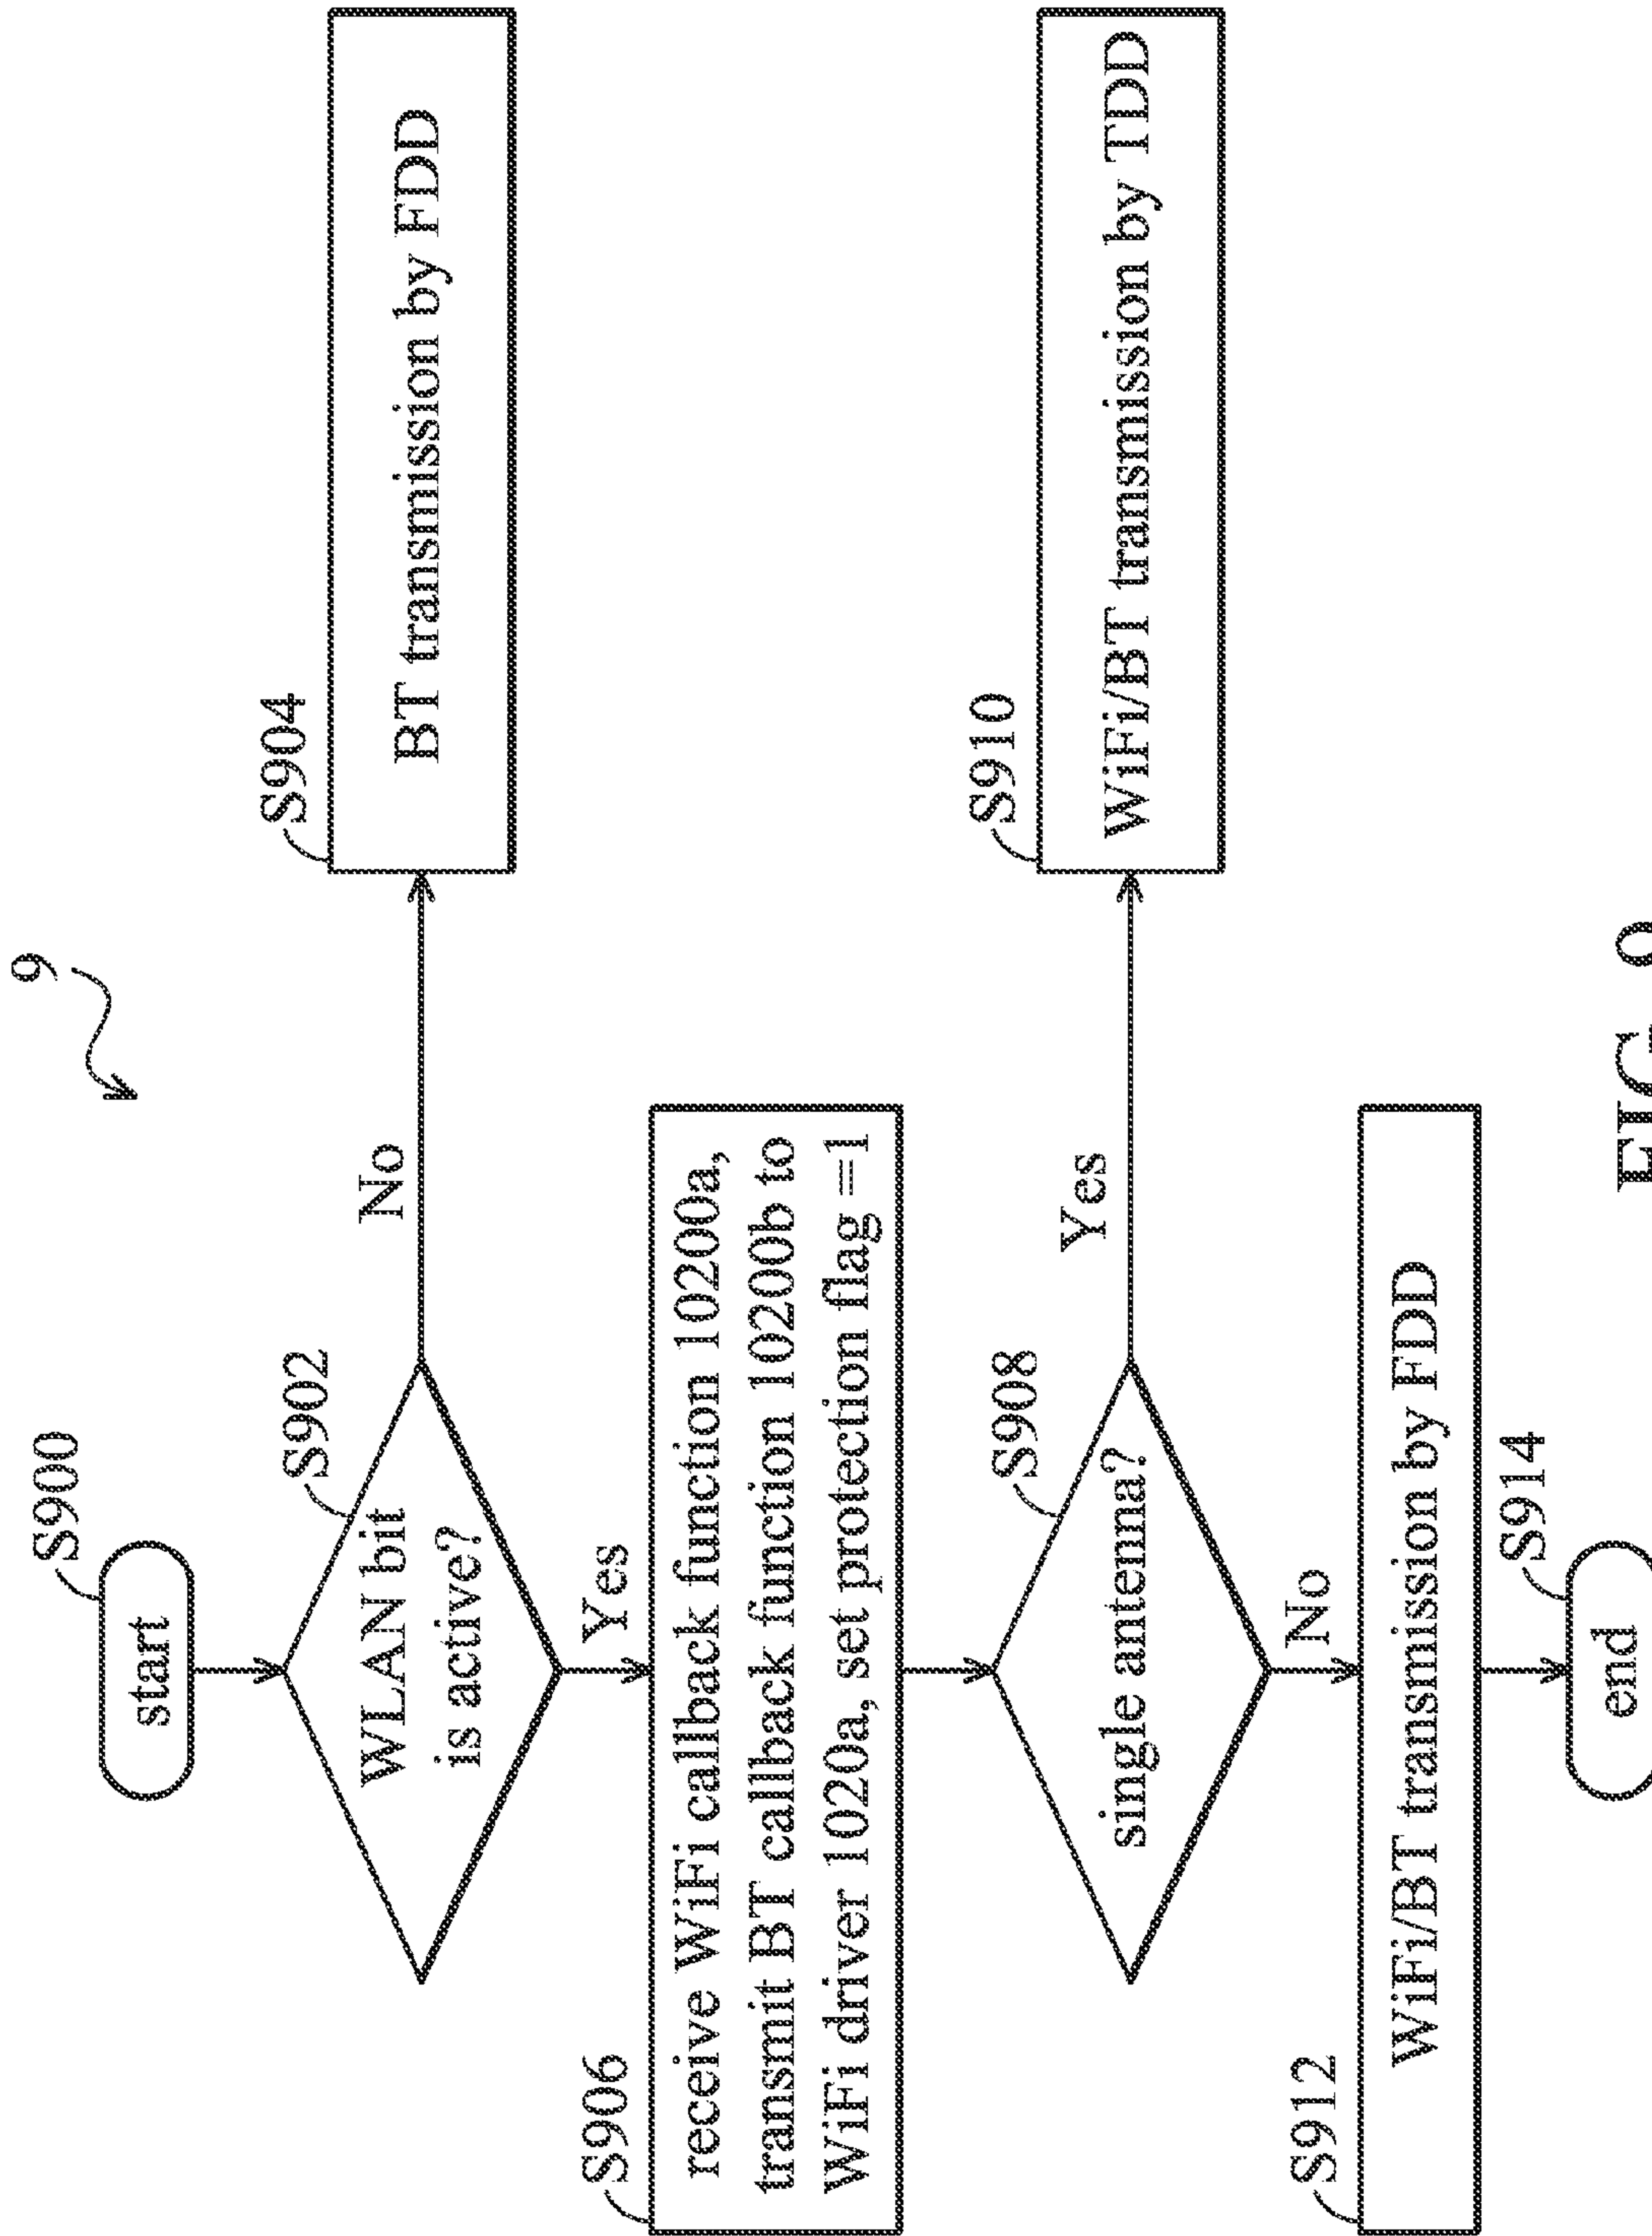 9
S900
start
S902
WLAN bit
is active?
No
S904
BT transmission by FDD
Yes
S906
receive WiFi callback function 10200a,
transmit BT callback function 10200b to
WiFi driver 1020a, set protection flag =1
S908
single antenna?
Yes
S910
WiFi/BT transmission by TDD
No
S912
WiFi/BT transmission by FDD
S914
end
FIG. 9